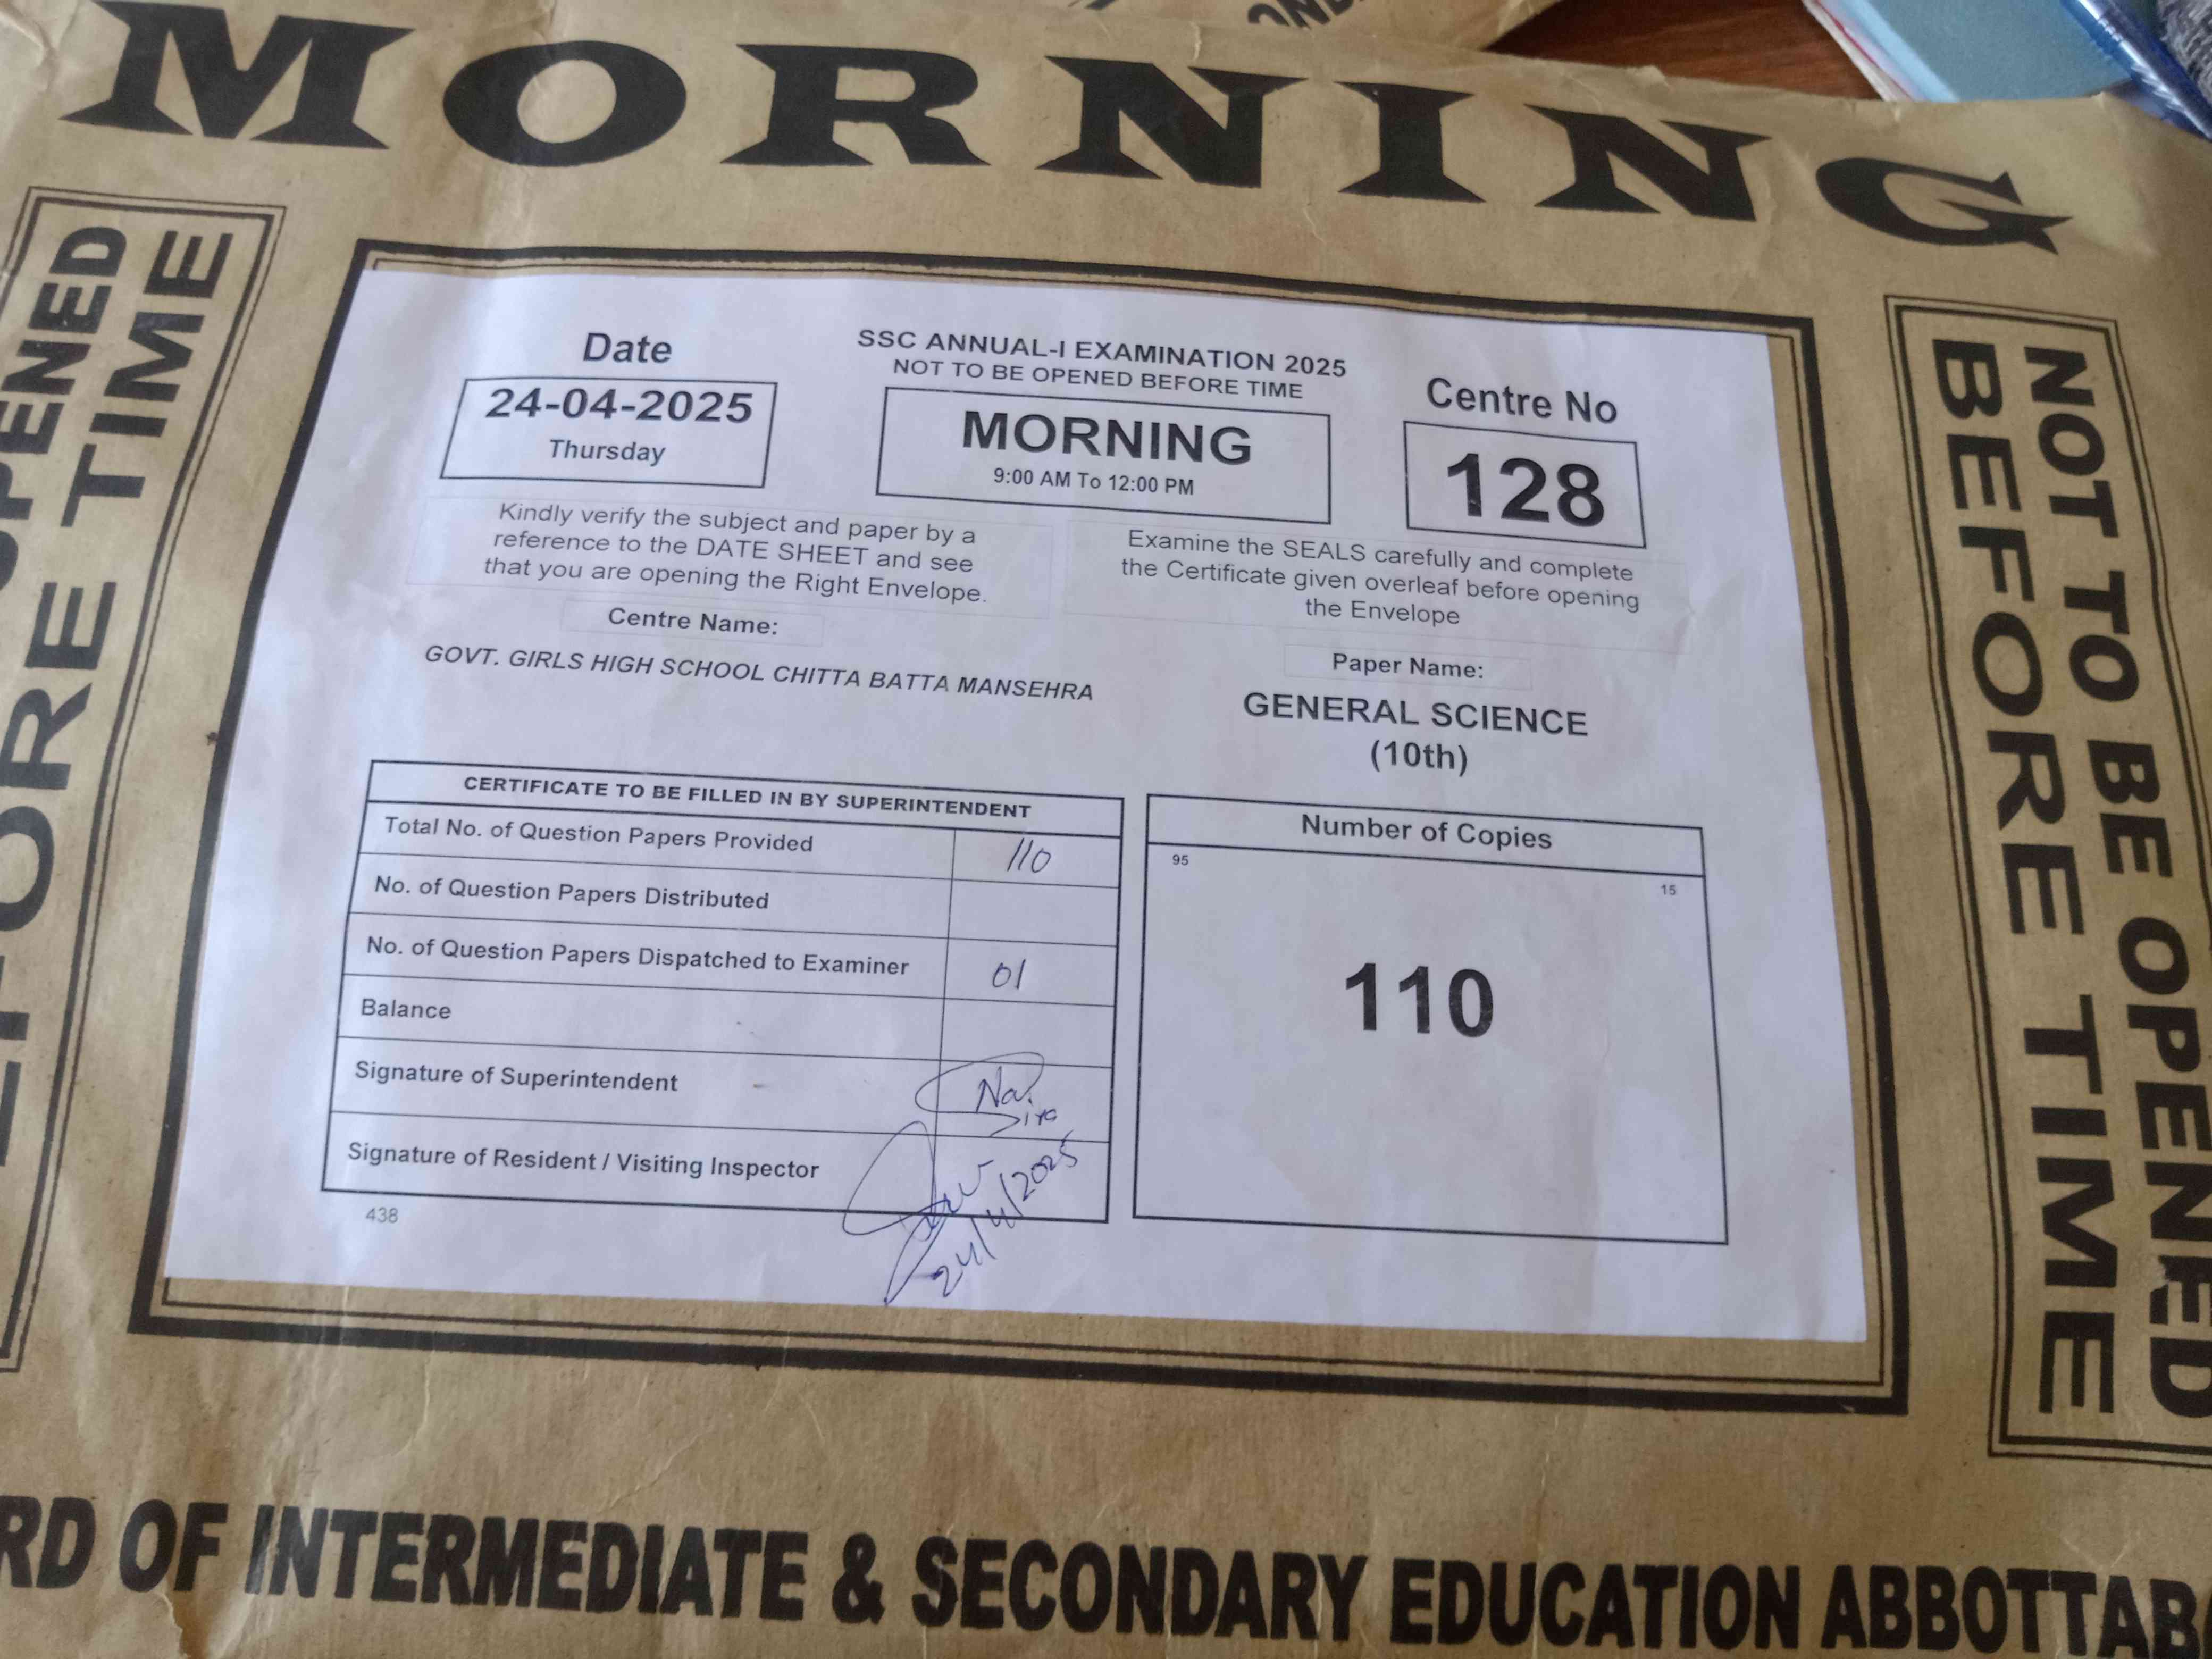 MORNING
OPENED
BEFORE TIME
NOT TO BE OPENED
BEFORE TIME
Date
24-04-2025
Thursday
SSC ANNUAL-I EXAMINATION 2025
NOT TO BE OPENED BEFORE TIME
MORNING
9:00 AM To 12:00 PM
Centre No
128
Kindly verify the subject and paper by a
reference to the DATE SHEET and see
that you are opening the Right Envelope.
Examine the SEALS carefully and complete
the Certificate given overleaf before opening
the Envelope
Centre Name:
GOVT. GIRLS HIGH SCHOOL CHITTA BATTA MANSEHRA
Paper Name:
GENERAL SCIENCE
(10th)
CERTIFICATE TO BE FILLED IN BY SUPERINTENDENT
Total No. of Question Papers Provided 110
No. of Question Papers Distributed
No. of Question Papers Dispatched to Examiner 01
Balance
Signature of Superintendent
Signature of Resident / Visiting Inspector
24/4/2025
438
Number of Copies
95
15
110
RD OF INTERMEDIATE & SECONDARY EDUCATION ABBOTTAB